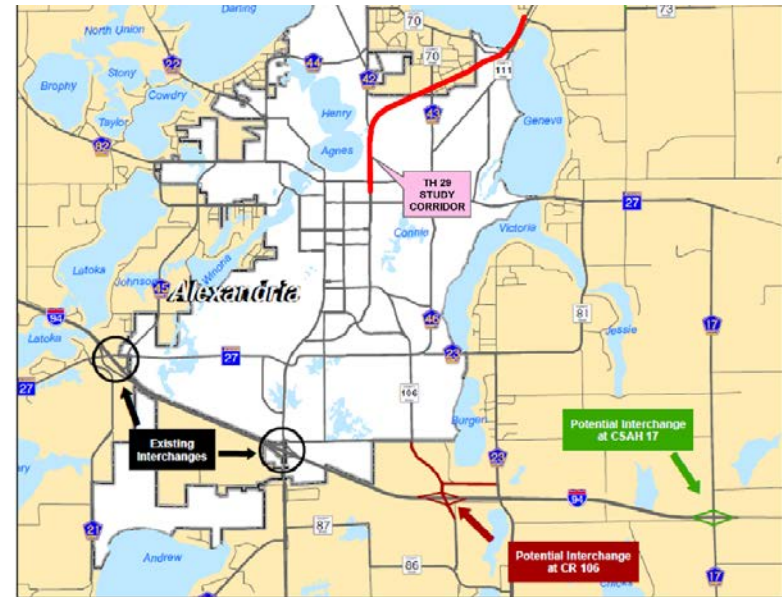 Darling
70
73
North Union
22
44
42
70
Stony
Brophy
Cowdry
Henry
111
Taylor
43
Geneva
82
Agnes
TH 29
STUDY
CORRIDOR
27
Connie
Victoria
Latoka
Winona
Johnson
45
Alexandria
94
81
Jessie
17
46
Latoka
27
23
27
106
Burgen
Existing
Interchanges
Potential Interchange
at CSAH 17
23
94
21
87
Andrew
86
Potential Interchange
at CR 106
17